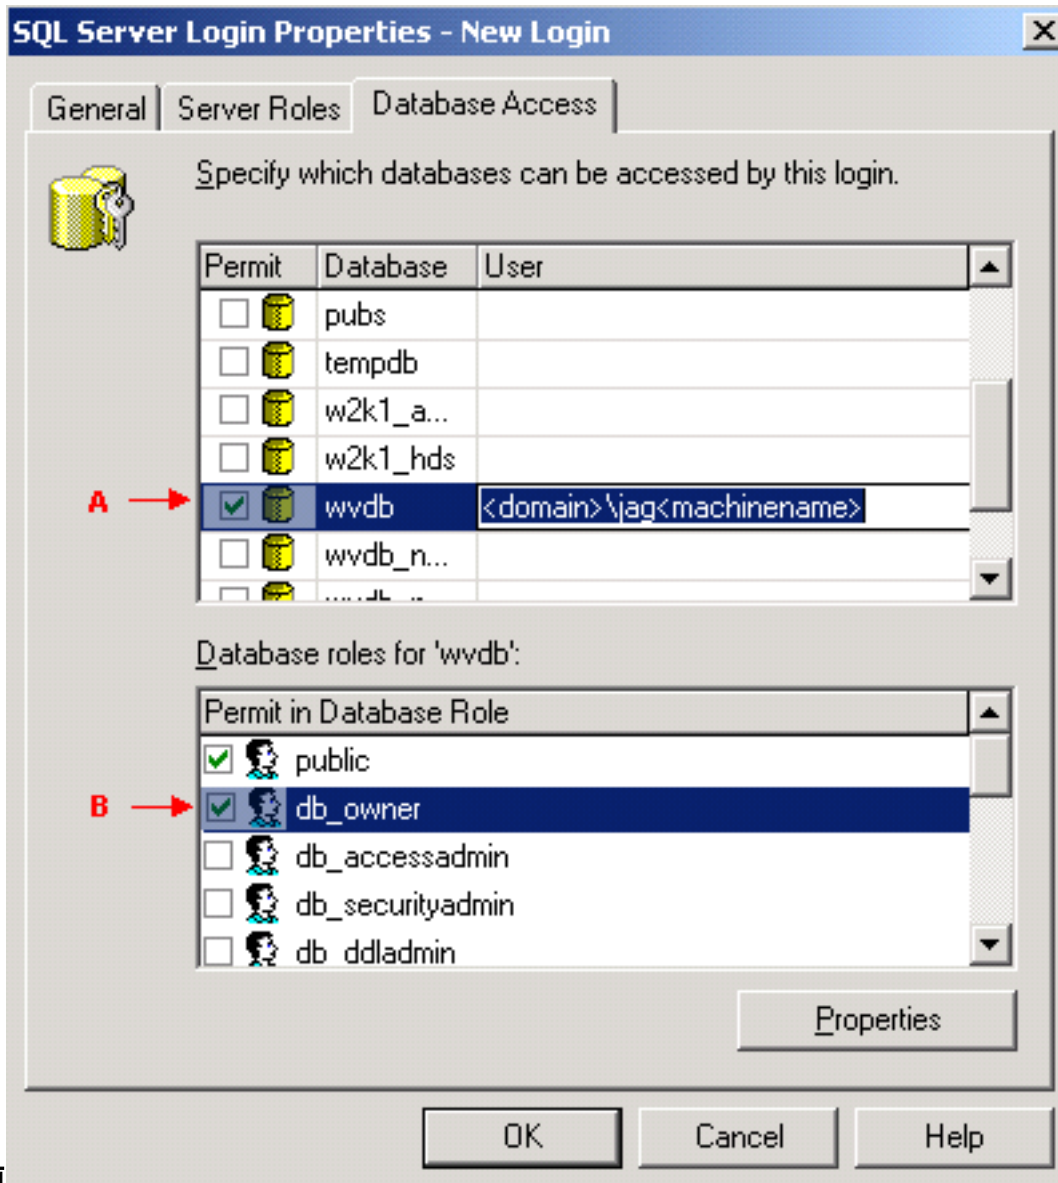 SQL Server Login Properties - New Login
General Server Roles Database Access
Specify which databases can be accessed by this login.
Permit Database User
pubs
tempdb
w2k1_a...
w2k1_hds
A wvdb <domain>\jag<machinename>
wvdb_n...
Database roles for 'wvdb':
Permit in Database Role
public
B db_owner
db_accessadmin
db_securityadmin
db_ddladmin
Properties
OK Cancel Help